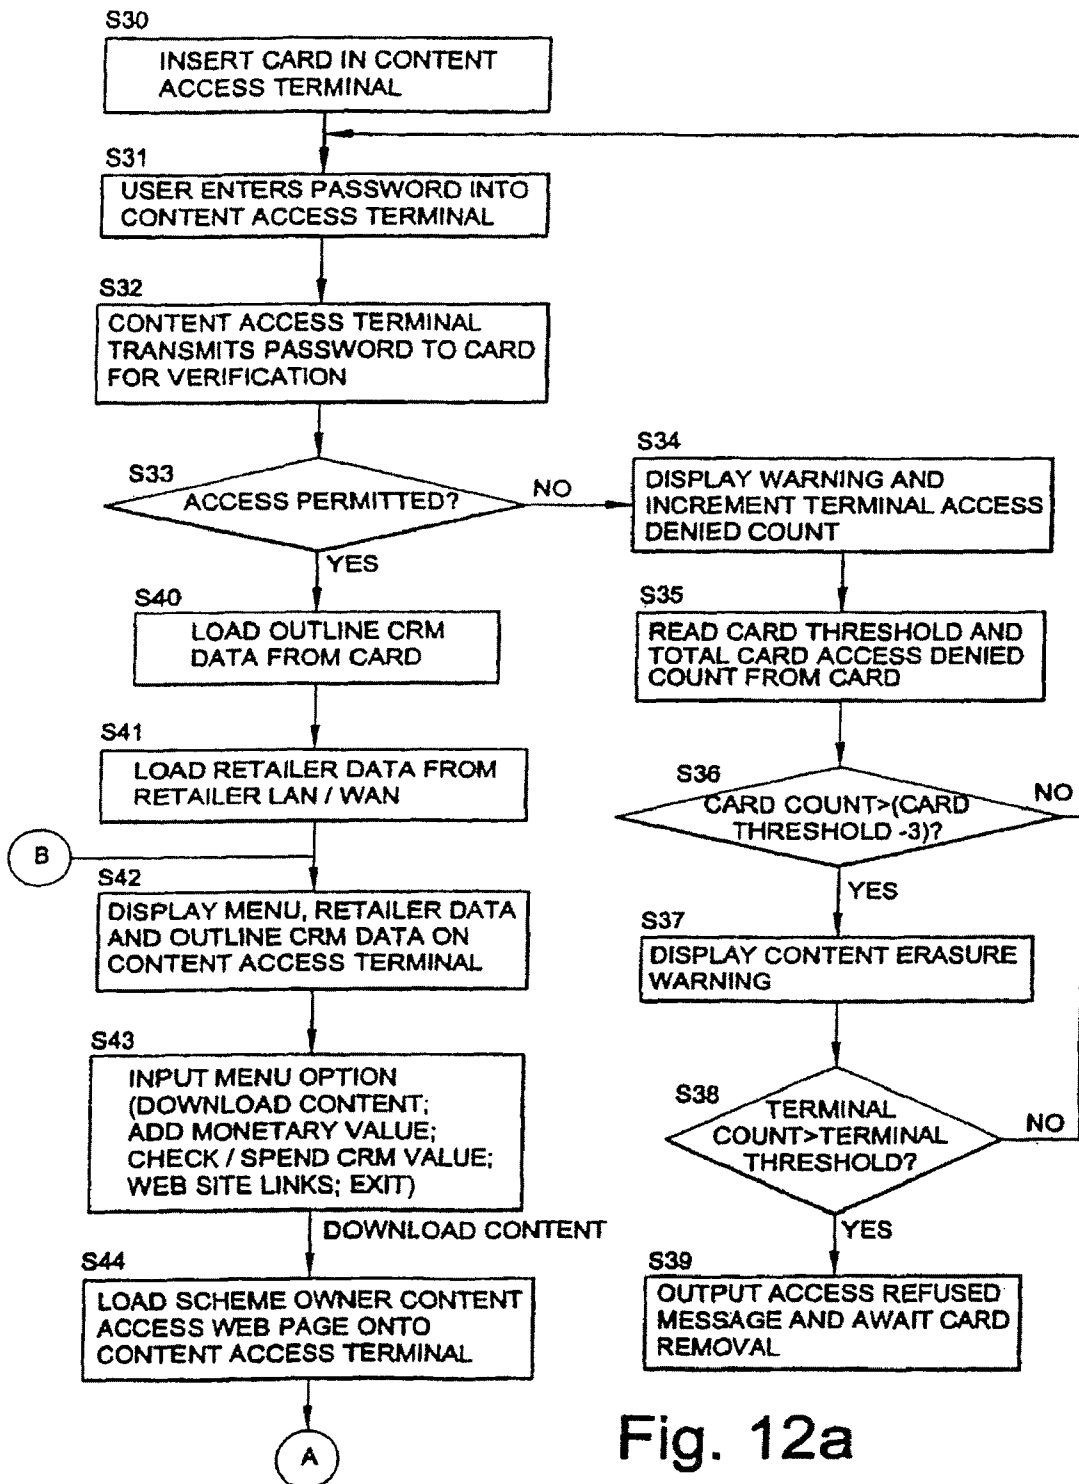 S30
INSERT CARD IN CONTENT
ACCESS TERMINAL
S31
USER ENTERS PASSWORD INTO
CONTENT ACCESS TERMINAL
S32
CONTENT ACCESS TERMINAL
TRANSMITS PASSWORD TO CARD
FOR VERIFICATION
S33
ACCESS PERMITTED?
NO
YES
S34
DISPLAY WARNING AND
INCREMENT TERMINAL ACCESS
DENIED COUNT
S35
READ CARD THRESHOLD AND
TOTAL CARD ACCESS DENIED
COUNT FROM CARD
S36
CARD COUNT>(CARD
THRESHOLD -3)?
NO
YES
S37
DISPLAY CONTENT ERASURE
WARNING
S38
TERMINAL
COUNT>TERMINAL
THRESHOLD?
NO
YES
S39
OUTPUT ACCESS REFUSED
MESSAGE AND AWAIT CARD
REMOVAL
S40
LOAD OUTLINE CRM
DATA FROM CARD
S41
LOAD RETAILER DATA FROM
RETAILER LAN / WAN
B
S42
DISPLAY MENU, RETAILER DATA
AND OUTLINE CRM DATA ON
CONTENT ACCESS TERMINAL
S43
INPUT MENU OPTION
(DOWNLOAD CONTENT;
ADD MONETARY VALUE;
CHECK / SPEND CRM VALUE;
WEB SITE LINKS; EXIT)
DOWNLOAD CONTENT
S44
LOAD SCHEME OWNER CONTENT
ACCESS WEB PAGE ONTO
CONTENT ACCESS TERMINAL
A
Fig. 12a